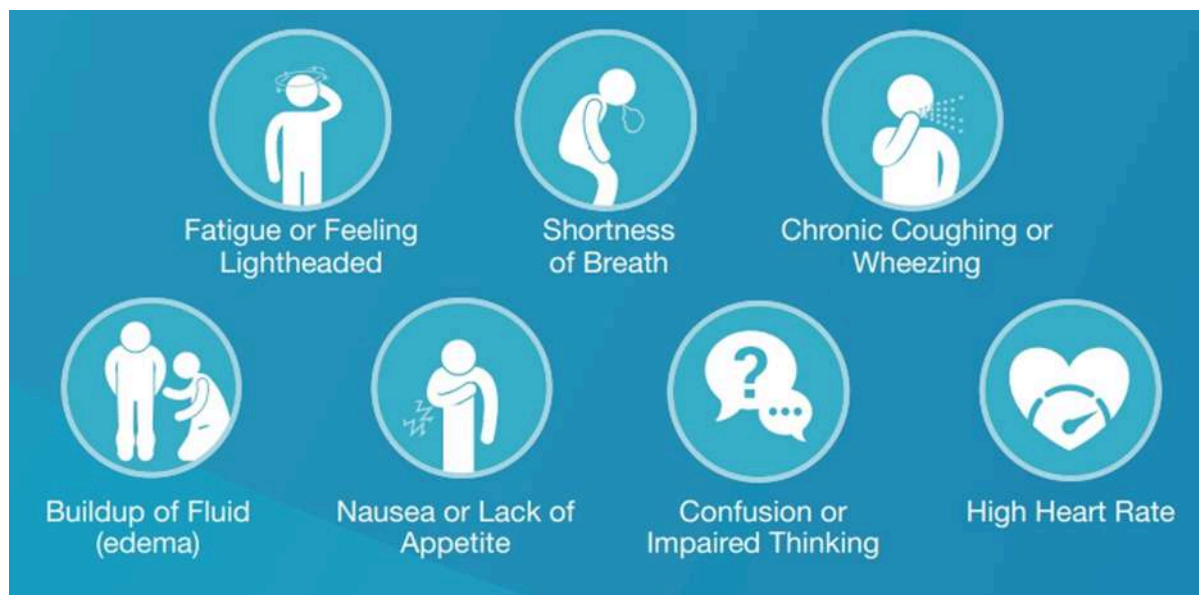 Fatigue or Feeling
Lightheaded
Shortness
of Breath
Chronic Coughing or
Wheezing
Buildup of Fluid
(edema)
Nausea or Lack of
Appetite
?
Confusion or
Impaired Thinking
High Heart Rate